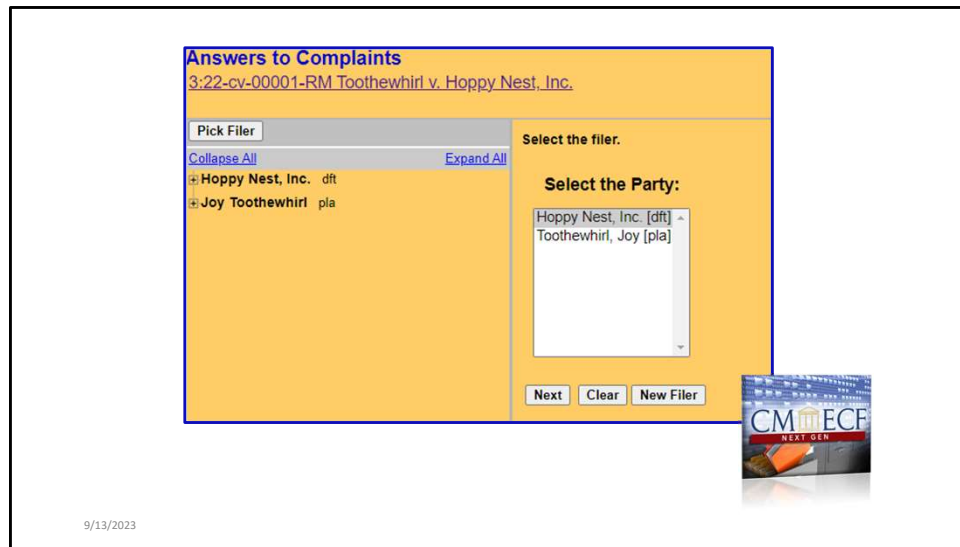 Answers to Complaints
3:22-cv-00001-RM Toothewhirl v. Hoppy Nest, Inc.
Pick Filer
Collapse All Expand All
Hoppy Nest, Inc. dft
Joy Toothewhirl pla
Select the filer.
Select the Party:
Hoppy Nest, Inc. [dft]
Toothewhirl, Joy [pla]
Next Clear New Filer
CM ECF
NEXT GEN
9/13/2023